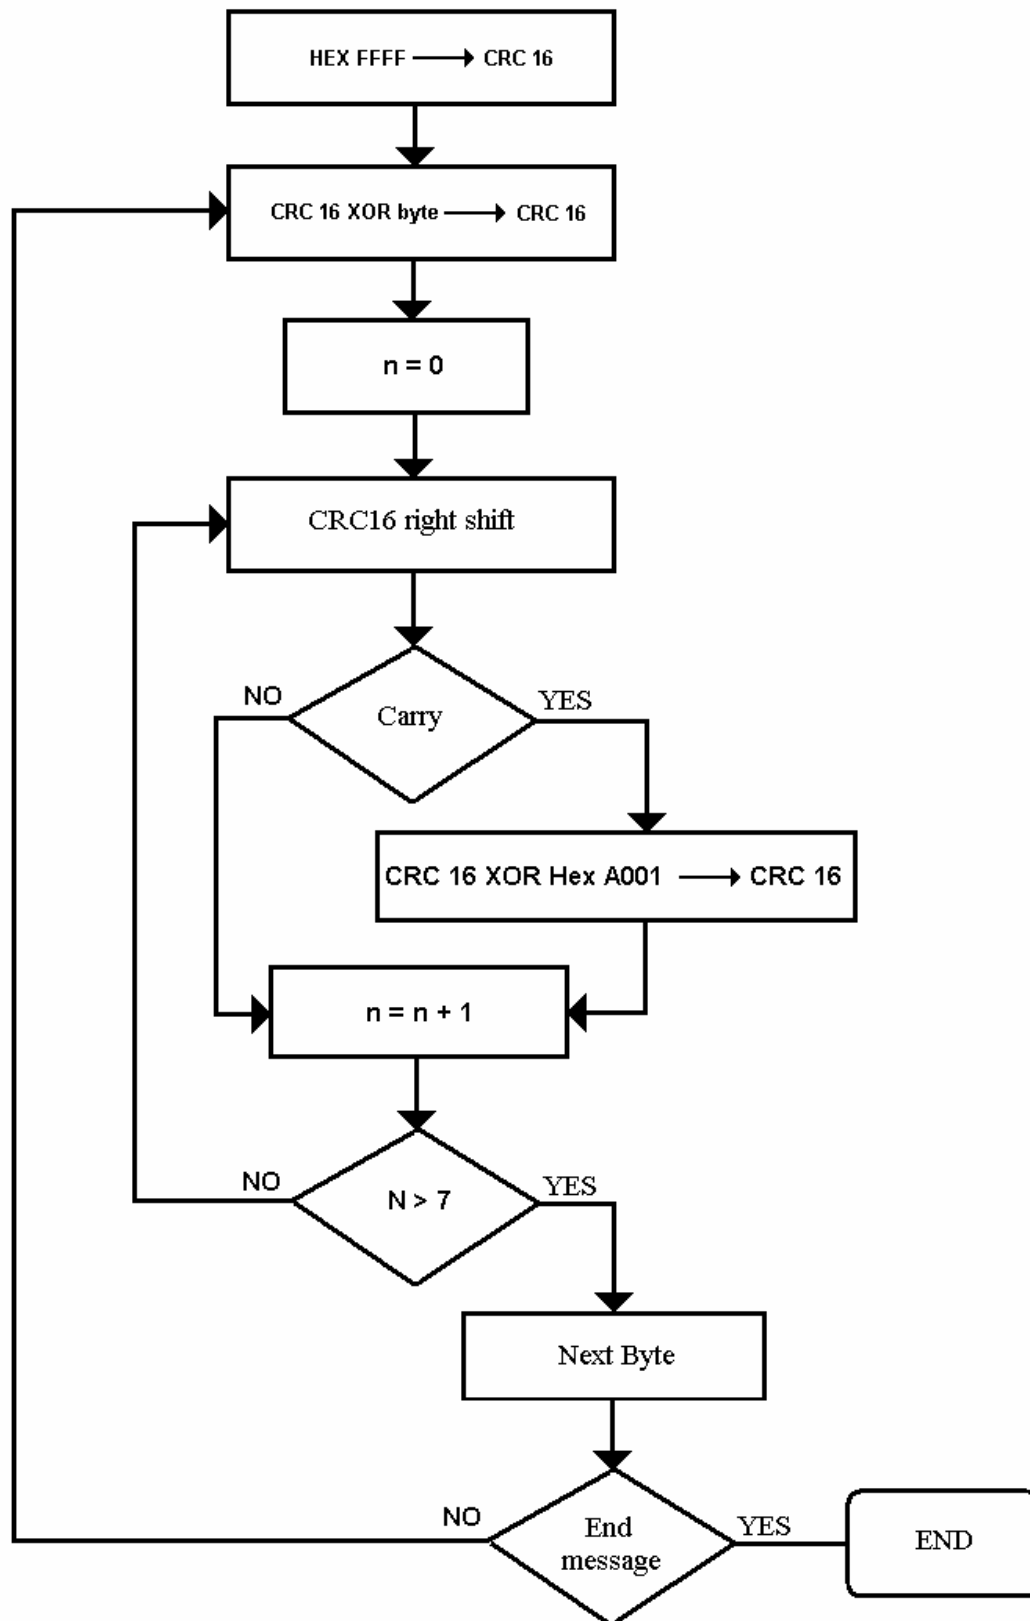 HEX FFFF → CRC 16
CRC 16 XOR byte → CRC 16
n = 0
CRC16 right shift
NO
YES
Carry
CRC 16 XOR Hex A001 → CRC 16
n = n + 1
NO
YES
N > 7
Next Byte
NO
YES
End
message
END